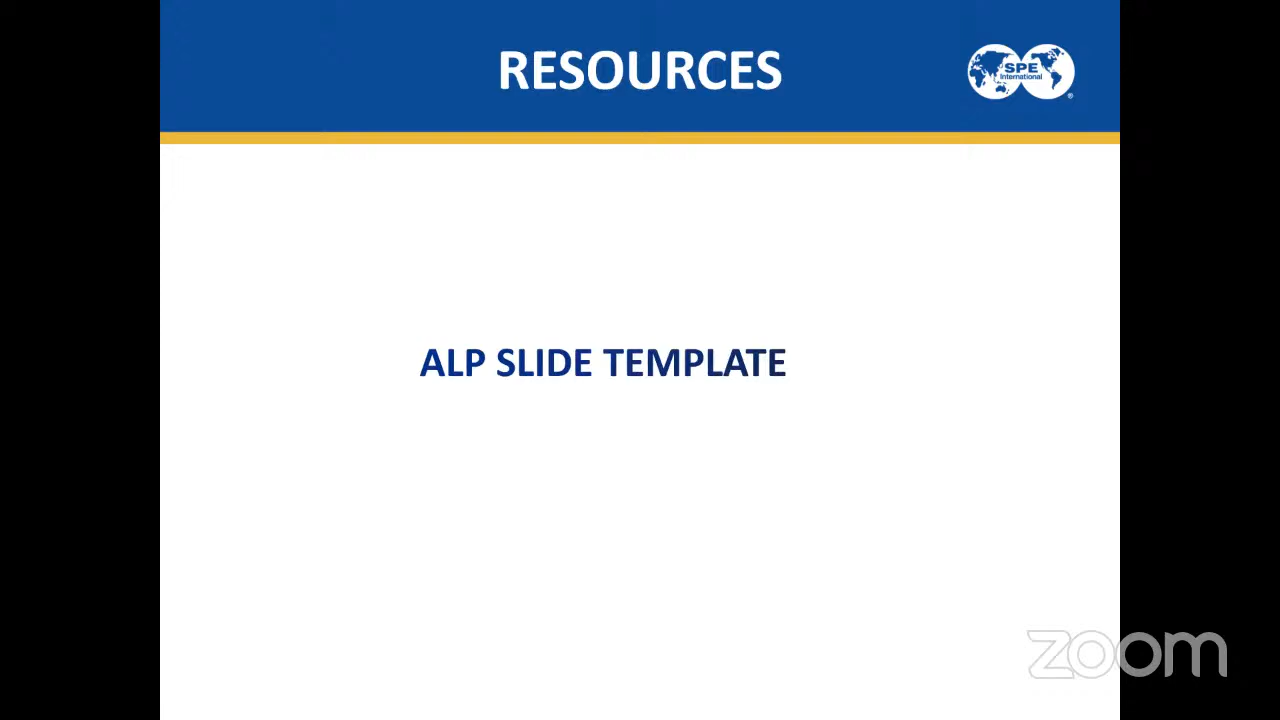 RESOURCES
SPE
International
®
ALP SLIDE TEMPLATE
zoom